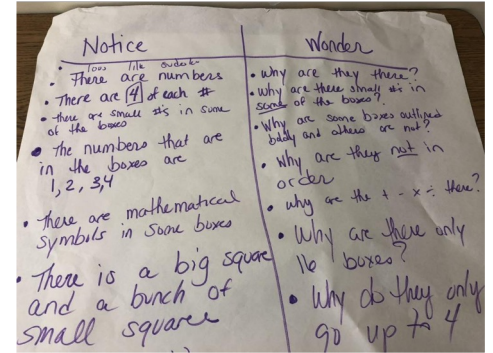 Notice
like sudoku
There are numbers
There are 4 of each #
there are small #'s in some
of the boxes
The numbers that are
in the boxes are
1, 2, 3, 4
There are mathematical
symbols in some boxes
There is a big square
and a bunch of
small square
Wonder
Why are they there?
Why are there small #'s in
some of the boxes?
Why are some boxes outlined
boldly and others are not?
Why are they not in
order
why are the + - x ÷ there?
Why are there only
16 boxes?
Why do they only
go up to 4